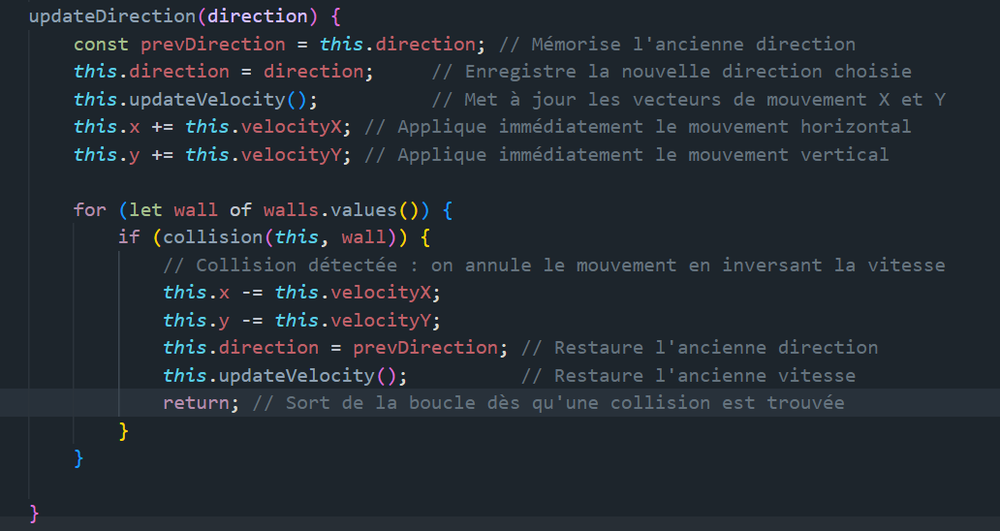 updateDirection(direction) {
    const prevDirection = this.direction; // Mémorise l'ancienne direction
    this.direction = direction;     // Enregistre la nouvelle direction choisie
    this.updateVelocity();          // Met à jour les vecteurs de mouvement X et Y
    this.x += this.velocityX; // Applique immédiatement le mouvement horizontal
    this.y += this.velocityY; // Applique immédiatement le mouvement vertical

    for (let wall of walls.values()) {
        if (collision(this, wall)) {
            // Collision détectée : on annule le mouvement en inversant la vitesse
            this.x -= this.velocityX;
            this.y -= this.velocityY;
            this.direction = prevDirection; // Restaure l'ancienne direction
            this.updateVelocity();          // Restaure l'ancienne vitesse
            return; // Sort de la boucle dès qu'une collision est trouvée
        }
    }

}